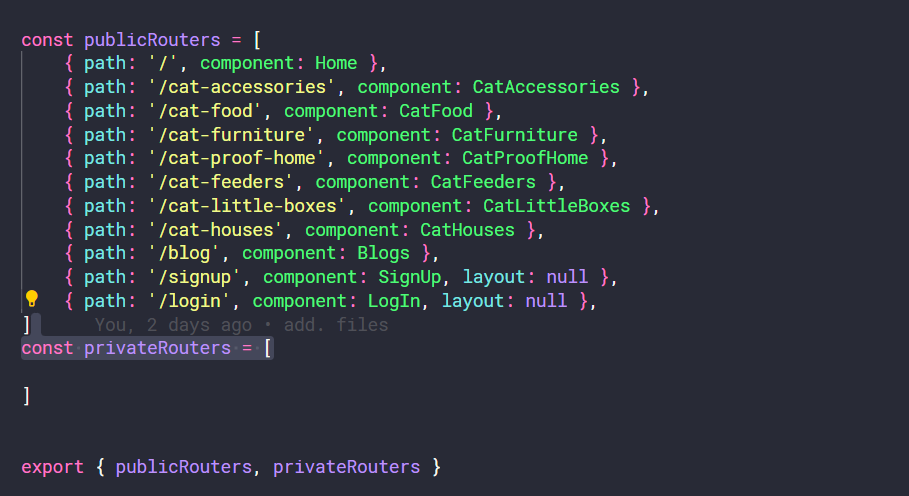 const publicRouters = [
{ path: '/', component: Home },
{ path: '/cat-accessories', component: CatAccessories },
{ path: '/cat-food', component: CatFood },
{ path: '/cat-furniture', component: CatFurniture },
{ path: '/cat-proof-home', component: CatProofHome },
{ path: '/cat-feeders', component: CatFeeders },
{ path: '/cat-little-boxes', component: CatLittleBoxes },
{ path: '/cat-houses', component: CatHouses },
{ path: '/blog', component: Blogs },
{ path: '/signup', component: SignUp, layout: null },
{ path: '/login', component: LogIn, layout: null },
] You, 2 days ago • add. files
const privateRouters = [
]
export { publicRouters, privateRouters }